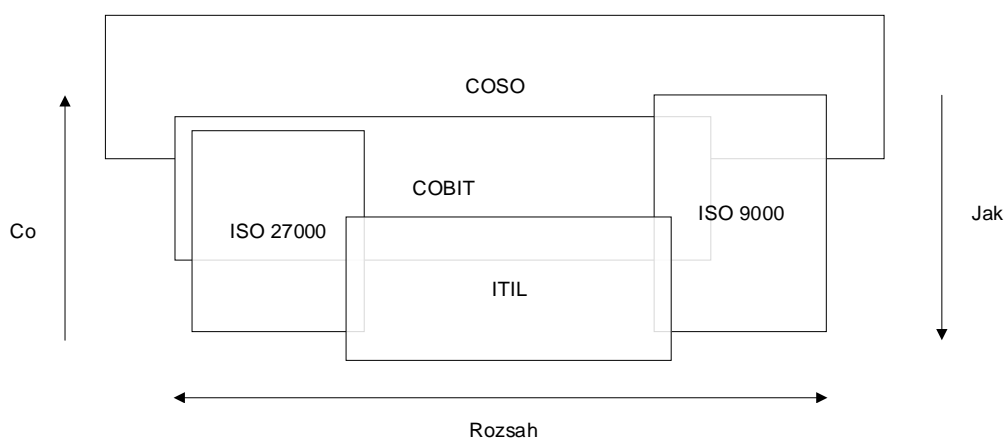 COSO
COBIT
ISO 9000
Jak
Co
ISO 27000
ITIL
Rozsah